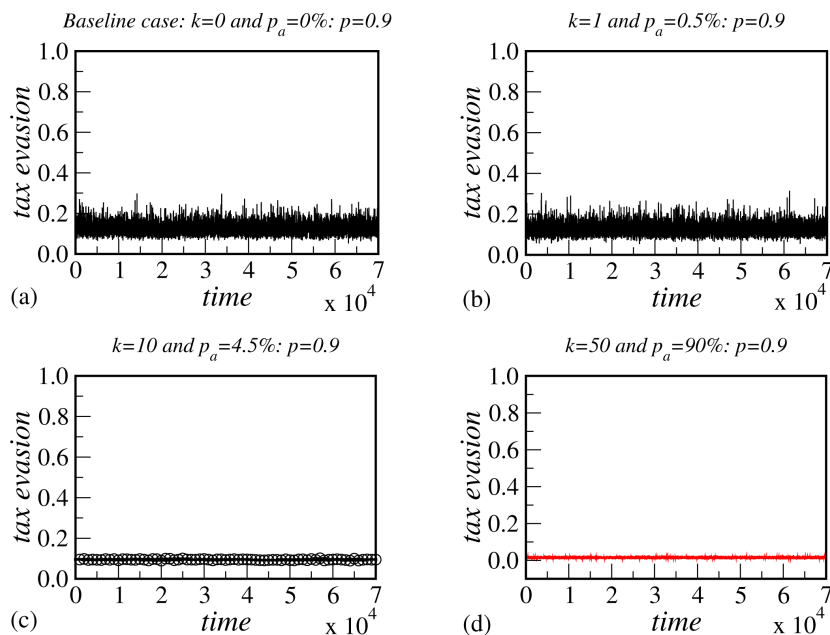 Baseline case: k=0 and p_a=0%: p=0.9
1.0
0.8
0.6
0.4
0.2
0.0
tax evasion
0 1 2 3 4 5 6 7
time
x 10^4
(a)
k=1 and p_a=0.5%: p=0.9
1.0
0.8
0.6
0.4
0.2
0.0
tax evasion
0 1 2 3 4 5 6 7
time
x 10^4
(b)
k=10 and p_a=4.5%: p=0.9
1.0
0.8
0.6
0.4
0.2
0.0
tax evasion
0 1 2 3 4 5 6 7
time
x 10^4
(c)
k=50 and p_a=90%: p=0.9
1.0
0.8
0.6
0.4
0.2
0.0
tax evasion
0 1 2 3 4 5 6 7
time
x 10^4
(d)